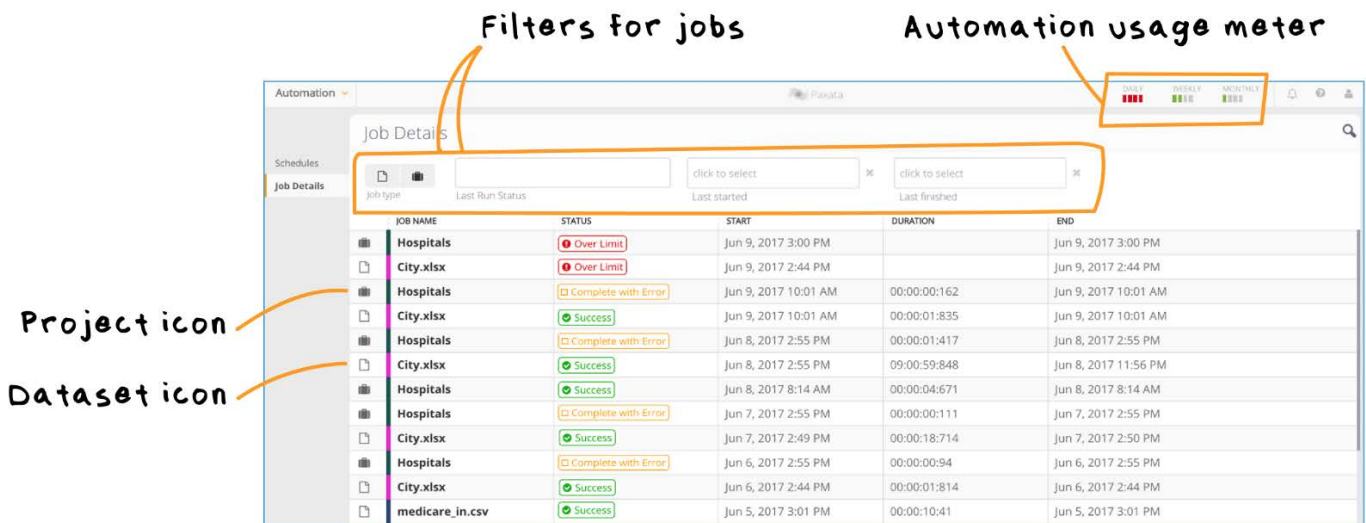 Filters for jobs Automation usage meter
Automation Paxata DAILY WEEKLY MONTHLY
Job Details
Schedules
Job Details
click to select click to select
Job type Last Run Status Last started Last finished
JOB NAME STATUS START DURATION END
Hospitals Over Limit Jun 9, 2017 3:00 PM Jun 9, 2017 3:00 PM
City.xlsx Over Limit Jun 9, 2017 2:44 PM Jun 9, 2017 2:44 PM
Project icon
Hospitals Complete with Error Jun 9, 2017 10:01 AM 00:00:00:162 Jun 9, 2017 10:01 AM
City.xlsx Success Jun 9, 2017 10:01 AM 00:00:01:835 Jun 9, 2017 10:01 AM
Hospitals Complete with Error Jun 8, 2017 2:55 PM 00:00:01:417 Jun 8, 2017 2:55 PM
Dataset icon
City.xlsx Success Jun 8, 2017 2:55 PM 09:00:59:848 Jun 8, 2017 11:56 PM
Hospitals Success Jun 8, 2017 8:14 AM 00:00:04:671 Jun 8, 2017 8:14 AM
Hospitals Complete with Error Jun 7, 2017 2:55 PM 00:00:00:111 Jun 7, 2017 2:55 PM
City.xlsx Success Jun 7, 2017 2:49 PM 00:00:18:714 Jun 7, 2017 2:50 PM
Hospitals Complete with Error Jun 6, 2017 2:55 PM 00:00:00:94 Jun 6, 2017 2:55 PM
City.xlsx Success Jun 6, 2017 2:44 PM 00:00:01:814 Jun 6, 2017 2:44 PM
medicare_in.csv Success Jun 5, 2017 3:01 PM 00:00:10:41 Jun 5, 2017 3:01 PM